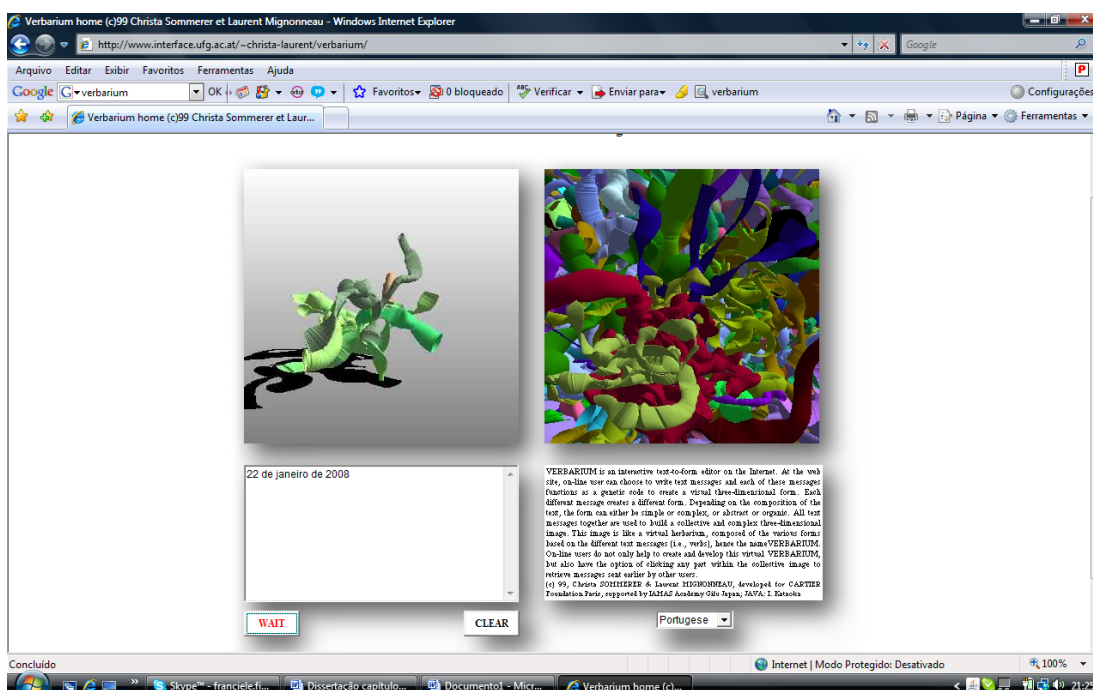 Verbarium home (c)99 Christa Sommerer et Laurent Mignonneau - Windows Internet Explorer
http://www.interface.ufg.ac.at/~christa-laurent/verbarium/
Google
Arquivo Editar Exibir Favoritos Ferramentas Ajuda
Google verbarium OK Favoritos 0 bloqueado Verificar Enviar para verbarium Configurações
Verbarium home (c)99 Christa Sommerer et Laur... Página Ferramentas
22 de janeiro de 2008
VERBARIUM is an interactive text-to-form editor on the Internet. At the web
site, on-line user can choose to write text messages and each of these messages
functions as a genetic code to create a visual three-dimensional form. Each
different message creates a different form. Depending on the composition of the
text, the form can either be simple or complex, or abstract or organic. All text
messages together are used to build a collective and complex three-dimensional
image. This image is like a virtual herbarium, composed of the various forms
based on the different text messages (i.e., verbs), hence the nameVERBARIUM.
On-line users do not only help to create and develop this virtual VERBARIUM,
but also have the option of clicking any part within the collective image to
retrieve messages sent earlier by other users.
(c) 99, Christa SOMMERER & Laurent MIGNONNEAU, developed for CARTIER
Foundation Paris, supported by IAMAS Academy Gifu Japan; JAVA: I. Kataoka
WAIT
CLEAR
Portugese
Concluído
Internet | Modo Protegido: Desativado
100%
Skype™ - franciele.fi... Dissertação capítulo... Documento1 - Micr... Verbarium home (c)... 21:25